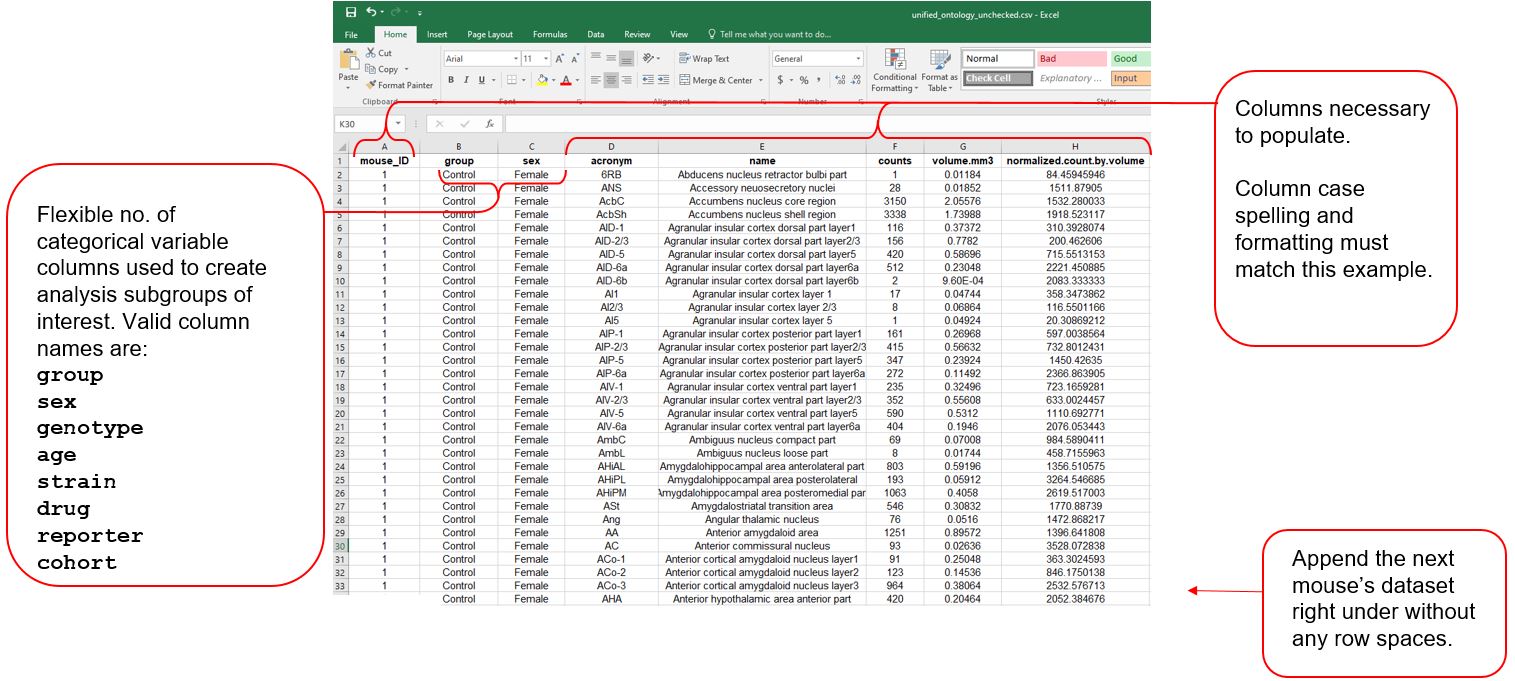 unified_ontology_unchecked.csv - Excel
File Home Insert Page Layout Formulas Data Review View Tell me what you want to do...
Cut
Copy
Format Painter
Paste
Clipboard
Arial 11
B I U
Font
Wrap Text
Merge & Center
Alignment
General
$ % ,
Number
Conditional Formatting
Format as Table
Normal Bad Good
Check Cell Explanatory ... Input
Styles
K30 fx
A B C D E F G H
1 mouse_ID group sex acronym name counts volume.mm3 normalized.count.by.volume
2 1 Control Female 6RB Abducens nucleus retractor bulbi part 1 0.01184 84.45945946
3 1 Control Female ANS Accessory neuosecretory nuclei 28 0.01852 1511.87905
4 1 Control Female AcbC Accumbens nucleus core region 3150 2.05576 1532.280033
5 1 Control Female AcbSh Accumbens nucleus shell region 3338 1.73988 1918.523117
6 1 Control Female AID-1 Agranular insular cortex dorsal part layer1 116 0.37372 310.3928074
7 1 Control Female AID-2/3 Agranular insular cortex dorsal part layer2/3 156 0.7782 200.462606
8 1 Control Female AID-5 Agranular insular cortex dorsal part layer5 420 0.58696 715.5513153
9 1 Control Female AID-6a Agranular insular cortex dorsal part layer6a 512 0.23048 2221.450885
10 1 Control Female AID-6b Agranular insular cortex dorsal part layer6b 2 9.60E-04 2083.333333
11 1 Control Female AI1 Agranular insular cortex layer 1 17 0.04744 358.3473862
12 1 Control Female AI2/3 Agranular insular cortex layer 2/3 8 0.06864 116.5501166
13 1 Control Female AI5 Agranular insular cortex layer 5 1 0.04924 20.30869212
14 1 Control Female AIP-1 Agranular insular cortex posterior part layer1 161 0.26968 597.0038564
15 1 Control Female AIP-2/3 Agranular insular cortex posterior part layer2/3 415 0.56632 732.8012431
16 1 Control Female AIP-5 Agranular insular cortex posterior part layer5 347 0.23924 1450.42635
17 1 Control Female AIP-6a Agranular insular cortex posterior part layer6a 272 0.11492 2366.863905
18 1 Control Female AIV-1 Agranular insular cortex ventral part layer1 235 0.32496 723.1659281
19 1 Control Female AIV-2/3 Agranular insular cortex ventral part layer2/3 352 0.55608 633.0024457
20 1 Control Female AIV-5 Agranular insular cortex ventral part layer5 590 0.5312 1110.692771
21 1 Control Female AIV-6a Agranular insular cortex ventral part layer6a 404 0.1946 2076.053443
22 1 Control Female AmbC Ambiguus nucleus compact part 69 0.07008 984.5890411
23 1 Control Female AmbL Ambiguus nucleus loose part 8 0.01744 458.7155963
24 1 Control Female AHiAL Amygdalohippocampal area anterolateral part 803 0.59196 1356.510575
25 1 Control Female AHiPL Amygdalohippocampal area posterolateral 193 0.05912 3264.546685
26 1 Control Female AHiPM Amygdalohippocampal area posteromedial par 1063 0.4058 2619.517003
27 1 Control Female ASt Amygdalostriatal transition area 546 0.30832 1770.88739
28 1 Control Female Ang Angular thalamic nucleus 76 0.0516 1472.868217
29 1 Control Female AA Anterior amygdaloid area 1251 0.89572 1396.641808
30 1 Control Female AC Anterior commissural nucleus 93 0.02636 3528.072838
31 1 Control Female ACo-1 Anterior cortical amygdaloid nucleus layer1 91 0.25048 363.3024593
32 1 Control Female ACo-2 Anterior cortical amygdaloid nucleus layer2 123 0.14536 846.1750138
33 1 Control Female ACo-3 Anterior cortical amygdaloid nucleus layer3 964 0.38064 2532.576713
Control Female AHA Anterior hypothalamic area anterior part 420 0.20464 2052.384676
Flexible no. of
categorical variable
columns used to create
analysis subgroups of
interest. Valid column
names are:
group
sex
genotype
age
strain
drug
reporter
cohort
Columns necessary
to populate.
Column case
spelling and
formatting must
match this example.
Append the next
mouse’s dataset
right under without
any row spaces.